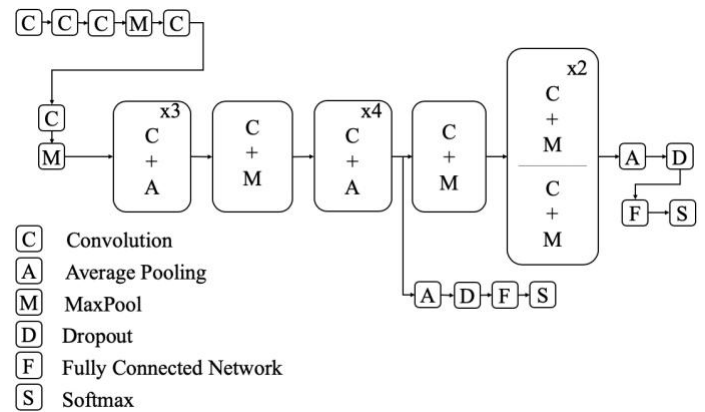 C C C M C
C
M
x3
C
+
A
C
+
M
x4
C
+
A
C
+
M
x2
C
+
M
C
+
M
A D
F S
A D F S
C Convolution
A Average Pooling
M MaxPool
D Dropout
F Fully Connected Network
S Softmax